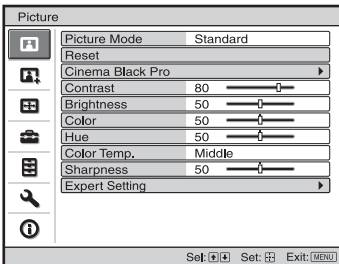 Picture
Picture Mode Standard
Reset
Cinema Black Pro
Contrast 80
Brightness 50
Color 50
Hue 50
Color Temp. Middle
Sharpness 50
Expert Setting
Sel: Set: Exit: MENU